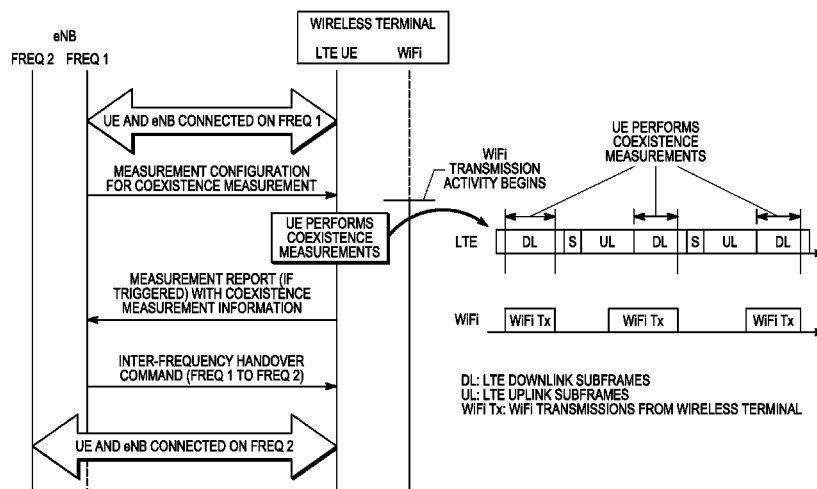 eNB
FREQ 2 FREQ 1
WIRELESS TERMINAL
LTE UE WiFi
UE AND eNB CONNECTED ON FREQ 1
MEASUREMENT CONFIGURATION
FOR COEXISTENCE MEASUREMENT
WiFi
TRANSMISSION
ACTIVITY BEGINS
UE PERFORMS
COEXISTENCE
MEASUREMENTS
UE PERFORMS
COEXISTENCE
MEASUREMENTS
LTE DL S UL DL S UL DL
MEASUREMENT REPORT (IF
TRIGGERED) WITH COEXISTENCE
MEASUREMENT INFORMATION
WiFi WiFi Tx WiFi Tx WiFi Tx
INTER-FREQUENCY HANDOVER
COMMAND (FREQ 1 TO FREQ 2)
DL: LTE DOWNLINK SUBFRAMES
UL: LTE UPLINK SUBFRAMES
WiFi Tx: WiFi TRANSMISSIONS FROM WIRELESS TERMINAL
UE AND eNB CONNECTED ON FREQ 2